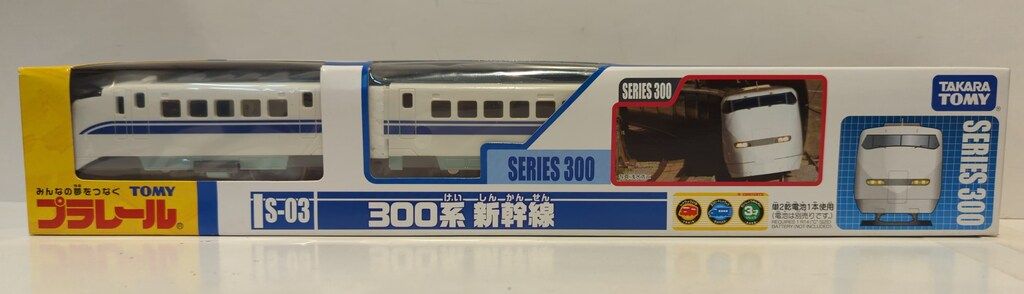 みんなの夢をつなぐ TOMY
プラレール®
S-03
けい しんかんせん
300系 新幹線
SERIES 300
SERIES 300
TAKARA
TOMY
SERIES 300
単2乾電池1本使用
(電池は別売りです。)
BATTERY (NOT INCLUDED)